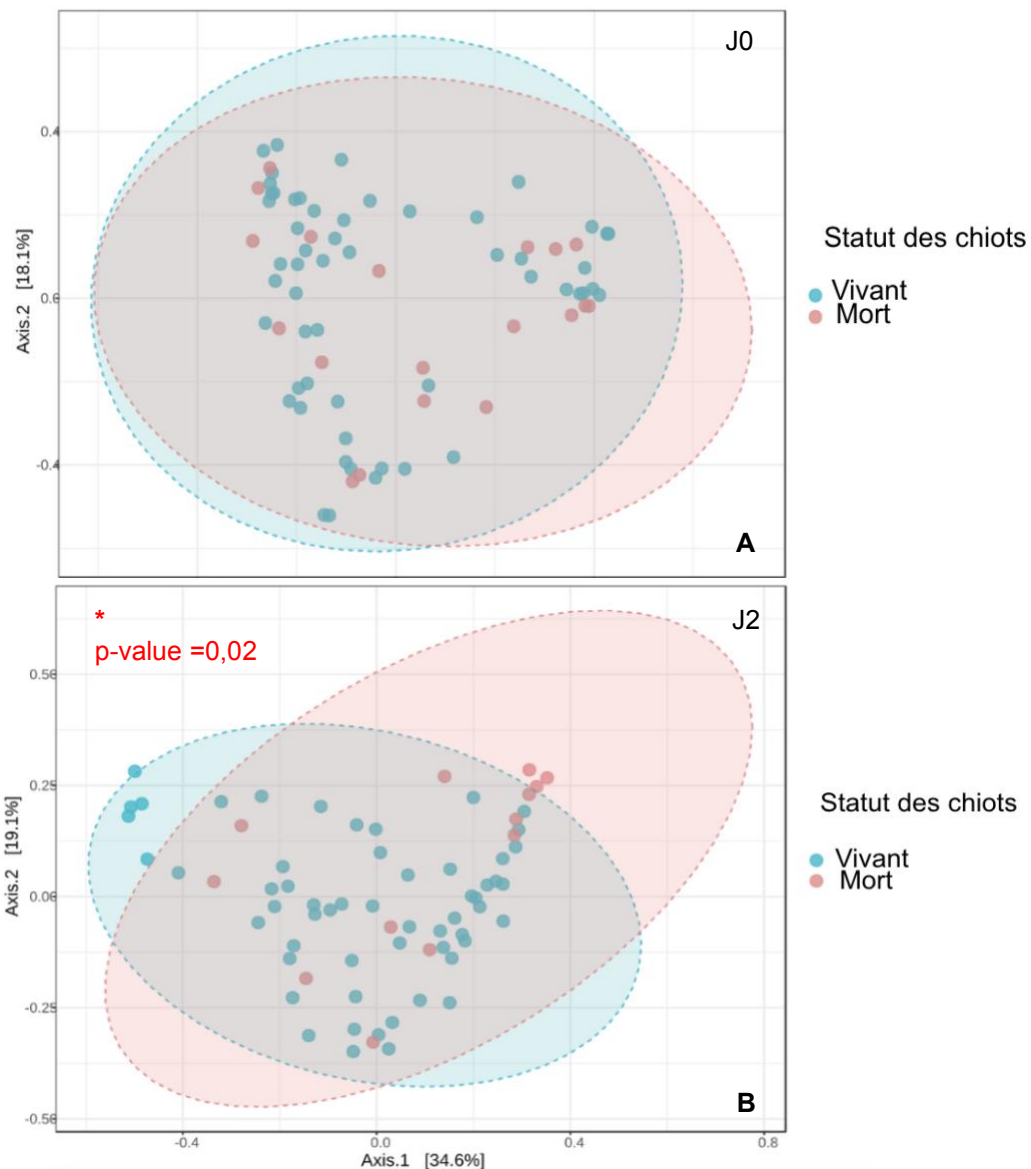 J0
0.4
0.0
-0.4
Axis.2 [18.1%]
Statut des chiots
Vivant
Mort
A
*
p-value =0,02
J2
0.50
0.25
0.00
-0.25
-0.50
Axis.2 [19.1%]
Statut des chiots
Vivant
Mort
B
-0.4 0.0 0.4 0.8
Axis.1 [34.6%]